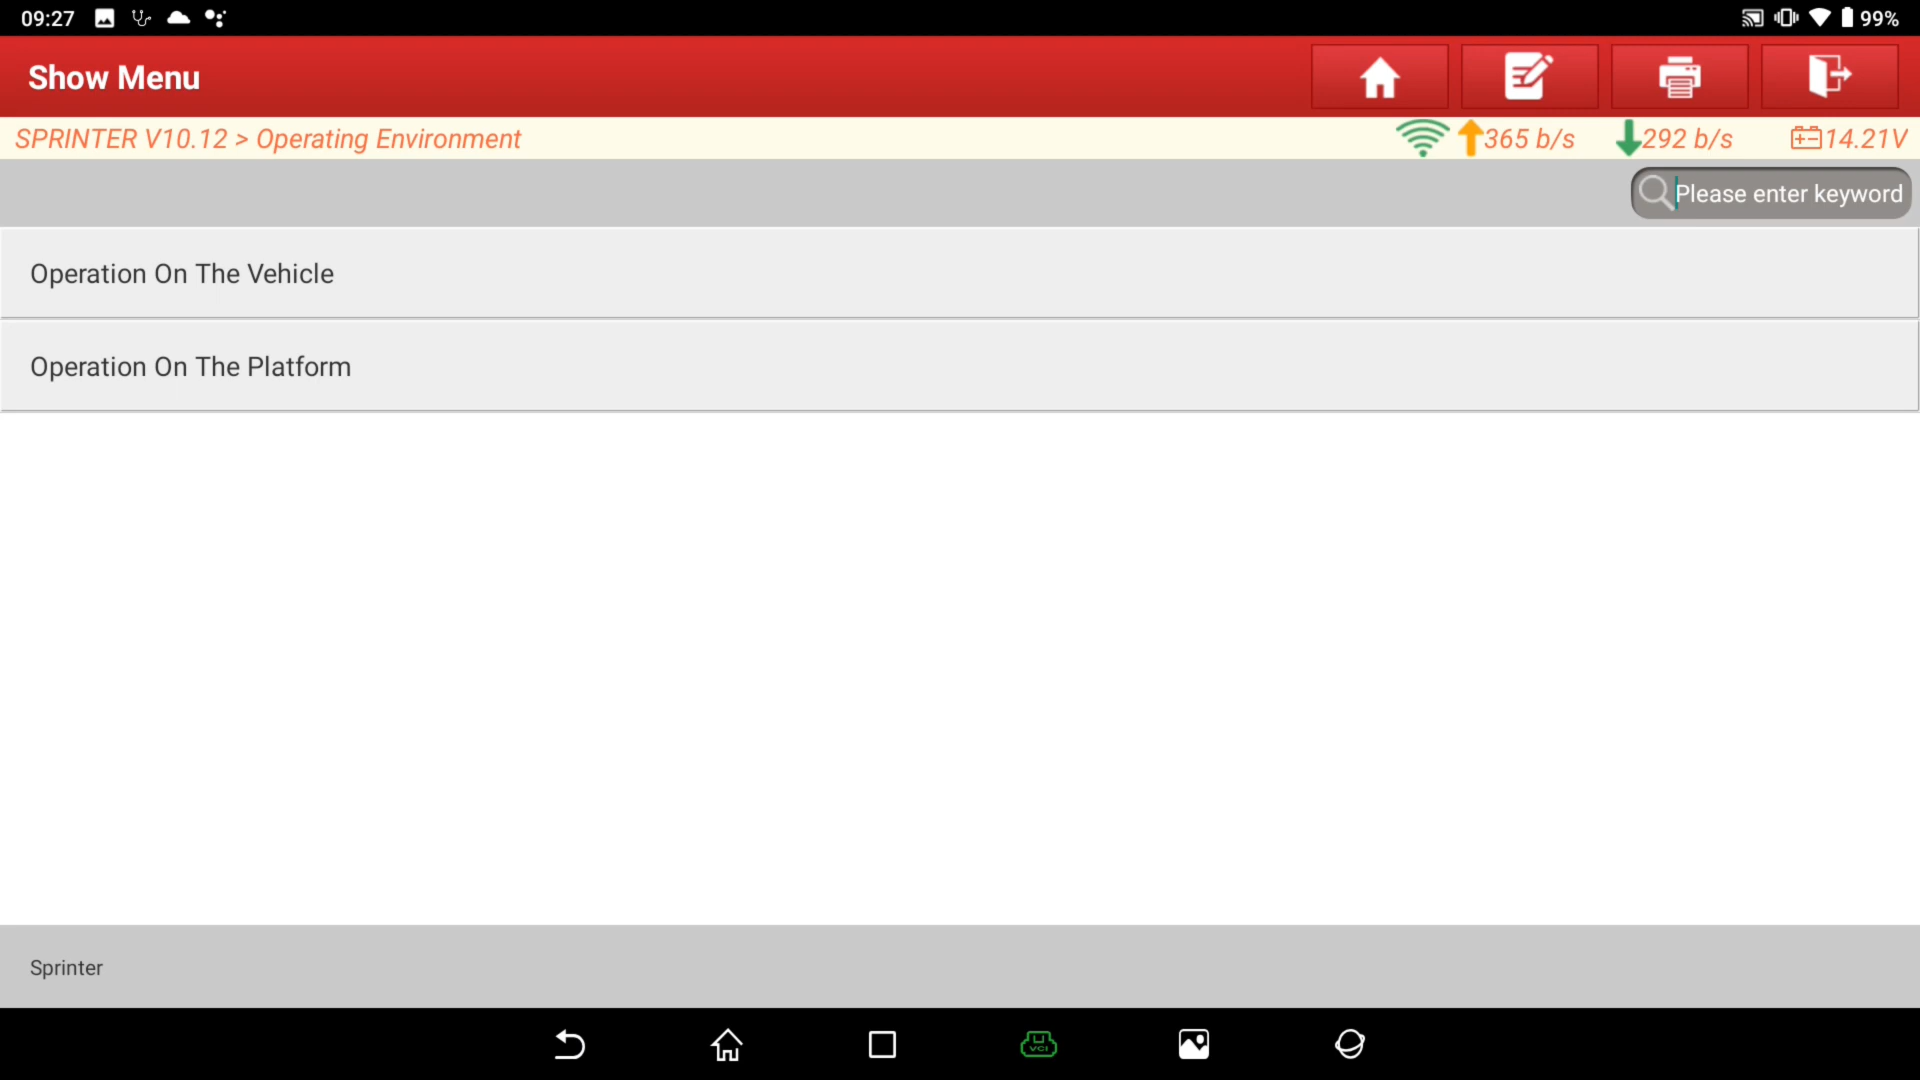 09:27
99%
Show Menu
SPRINTER V10.12 > Operating Environment
365 b/s
292 b/s
14.21V
Please enter keyword
Operation On The Vehicle
Operation On The Platform
Sprinter
VCI